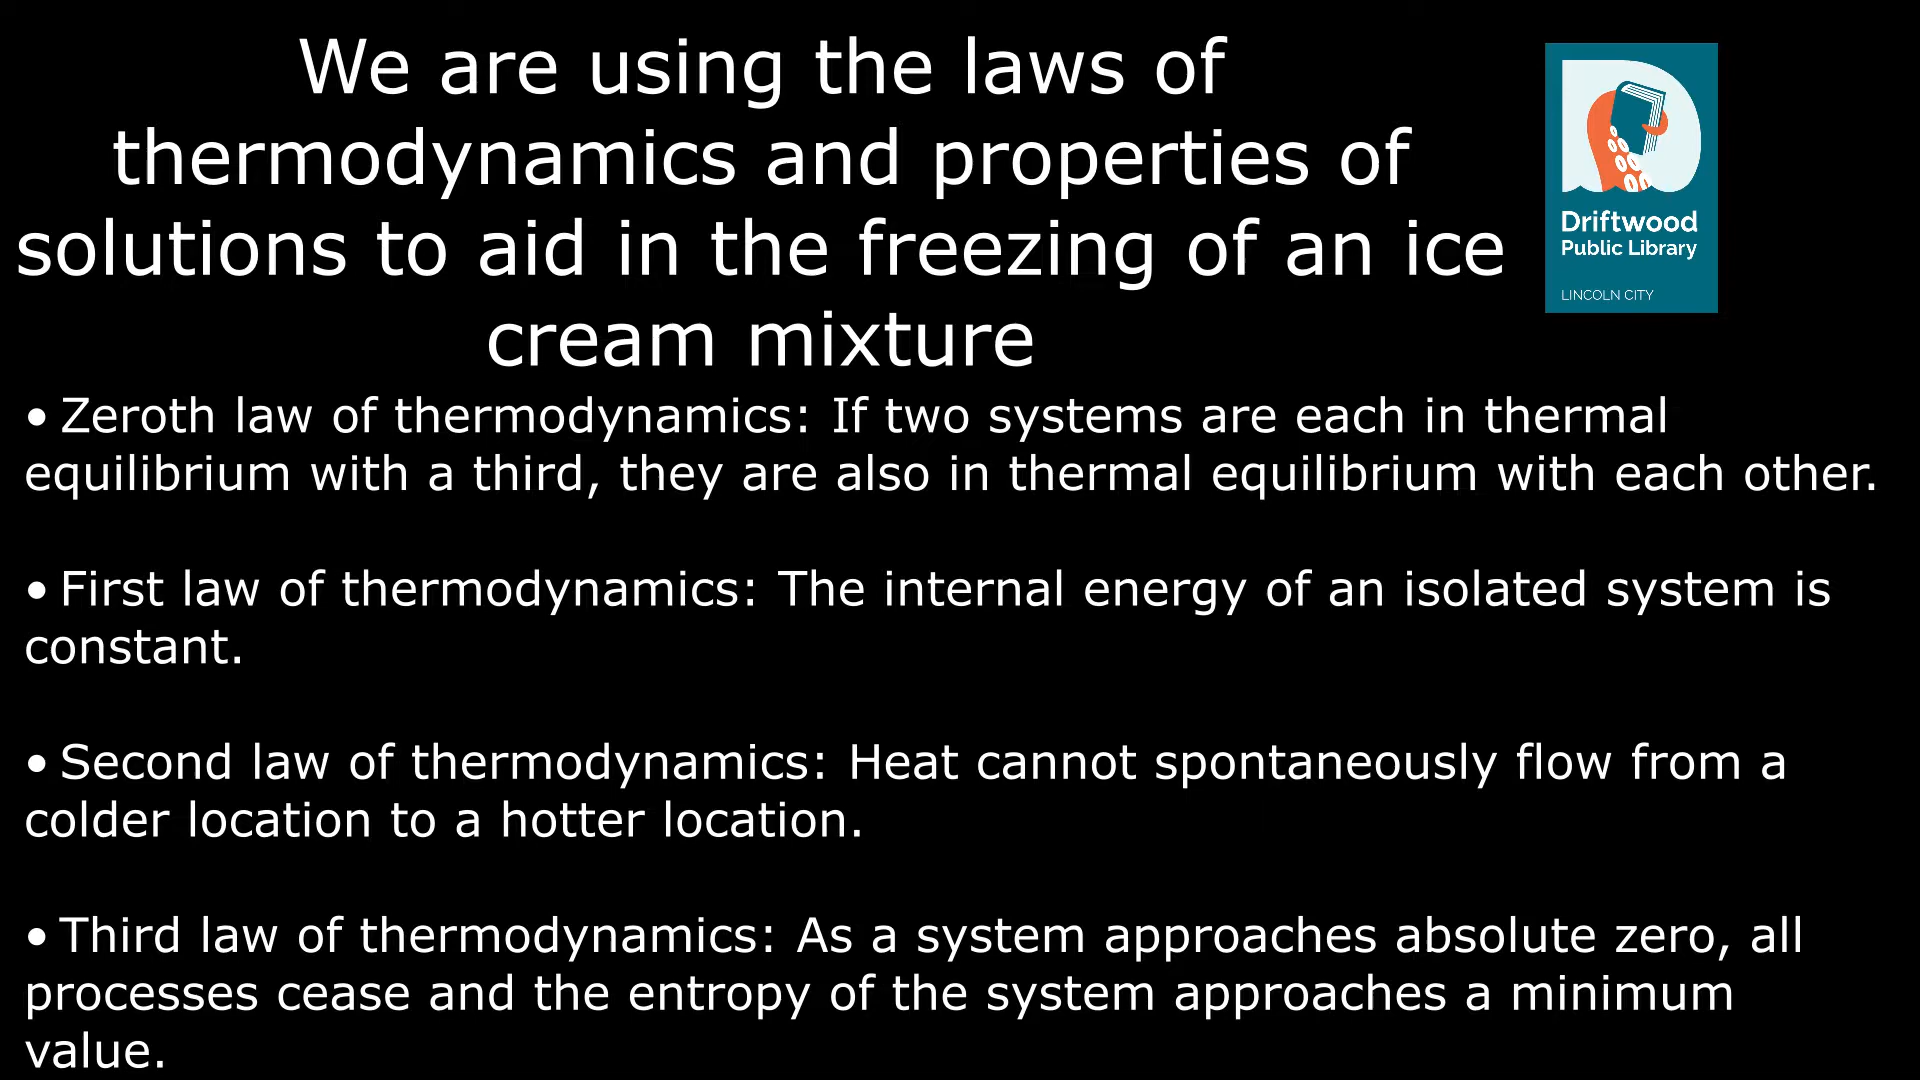 We are using the laws of
thermodynamics and properties of
solutions to aid in the freezing of an ice
cream mixture
Driftwood
Public Library
LINCOLN CITY
• Zeroth law of thermodynamics: If two systems are each in thermal
equilibrium with a third, they are also in thermal equilibrium with each other.
• First law of thermodynamics: The internal energy of an isolated system is
constant.
• Second law of thermodynamics: Heat cannot spontaneously flow from a
colder location to a hotter location.
• Third law of thermodynamics: As a system approaches absolute zero, all
processes cease and the entropy of the system approaches a minimum
value.